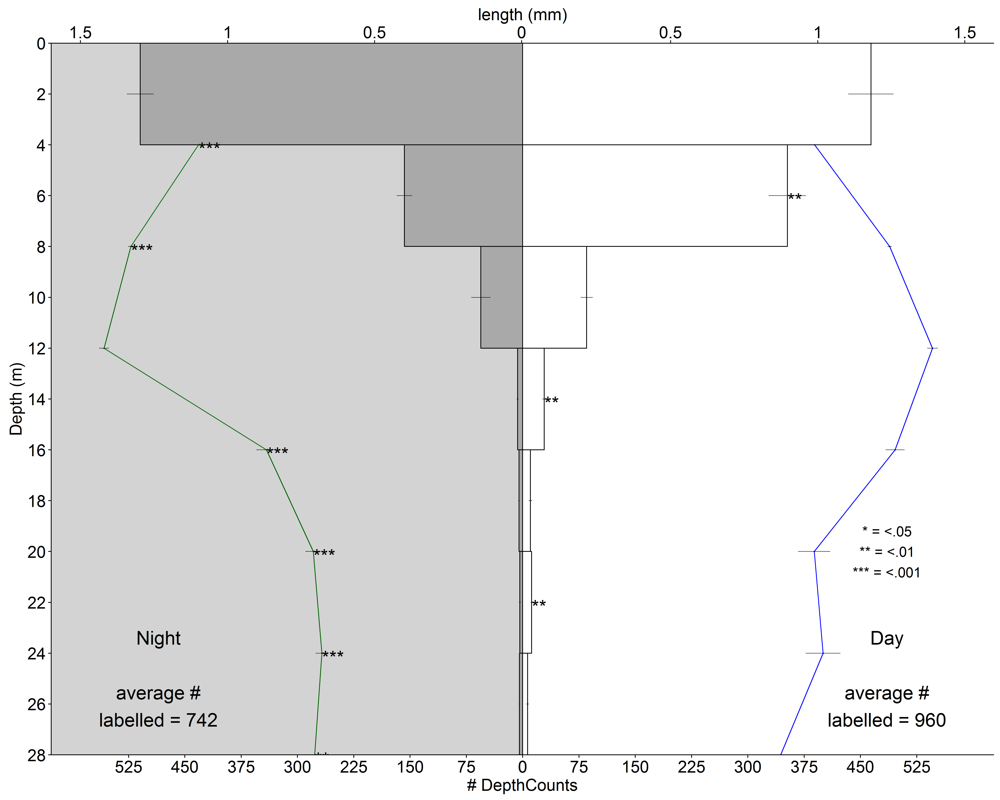 length (mm)
1.5 1 0.5 0 0.5 1 1.5
0
2
4
***
6
**
8
***
10
12
14
**
16
***
18
* = <.05
20
***
** = <.01
*** = <.001
22
**
Night
Day
24
***
average #
average #
26
labelled = 742
labelled = 960
28
Depth (m)
525 450 375 300 225 150 75 0 75 150 225 300 375 450 525
# DepthCounts